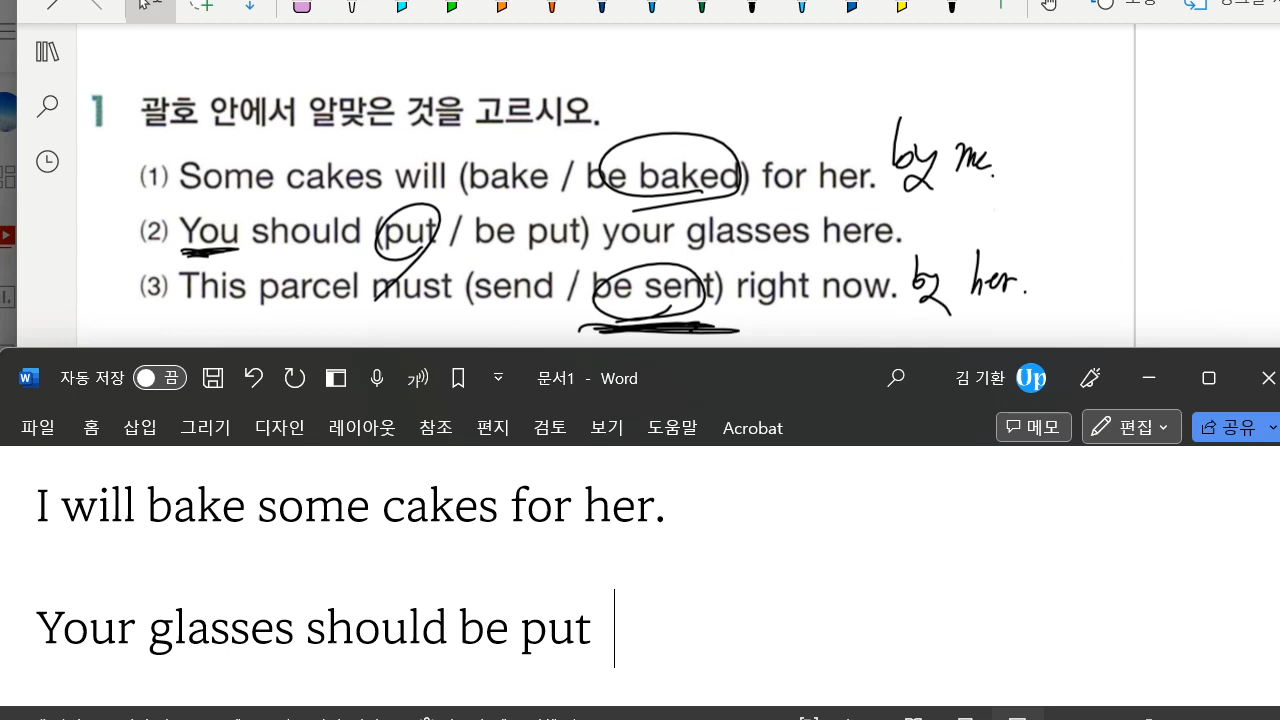 1 괄호 안에서 알맞은 것을 고르시오.
(1) Some cakes will (bake / be baked) for her. by me.
(2) You should (put / be put) your glasses here.
(3) This parcel must (send / be sent) right now. by her.
자동 저장 끔 가)) 문서1 - Word 김 기환 Up
파일 홈 삽입 그리기 디자인 레이아웃 참조 편지 검토 보기 도움말 Acrobat 메모 편집 공유
I will bake some cakes for her.
Your glasses should be put